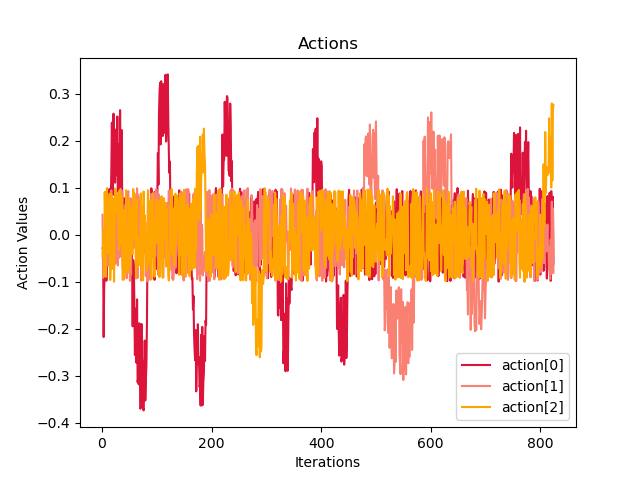 Actions
Action Values
0.3
0.2
0.1
0.0
−0.1
−0.2
−0.3
−0.4
0
200
400
600
800
Iterations
action[0]
action[1]
action[2]